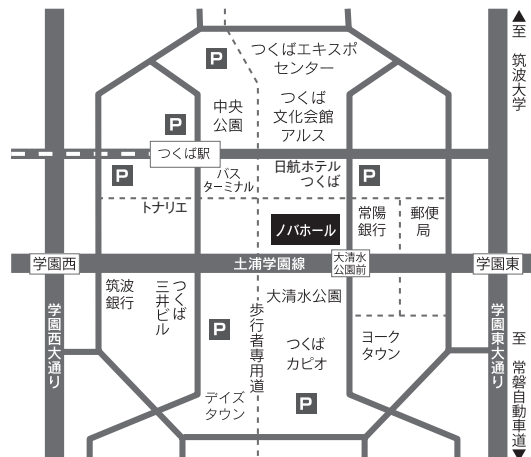 ▲至 筑波大学
P
つくばエキスポ
センター
つくば
文化会館
アルス
中央
公園
P
つくば駅
P
バス
ターミナル
日航ホテル
つくば
P
トナリエ
ノバホール
常陽
銀行
郵便
局
学園西
土浦学園線
大清水
公園前
学園東
筑波
銀行
つくば
三井ビル
大清水公園
学園西大通り
歩行者専用道
学園東大通り
P
つくば
カピオ
ヨーク
タウン
デイズ
タウン
P
至 常磐自動車道▼